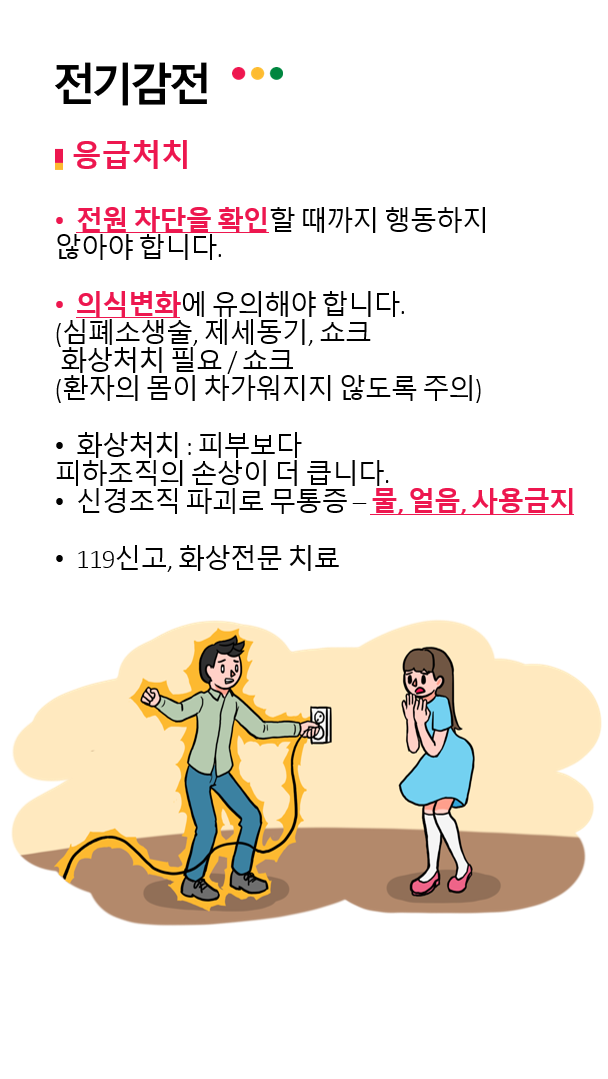 전기감전
응급처치
• 전원 차단을 확인할 때까지 행동하지
않아야 합니다.
• 의식변화에 유의해야 합니다.
(심폐소생술, 제세동기, 쇼크
화상처치 필요 / 쇼크
(환자의 몸이 차가워지지 않도록 주의)
• 화상처치 : 피부보다
피하조직의 손상이 더 큽니다.
• 신경조직 파괴로 무통증 – 물, 얼음, 사용금지
• 119신고, 화상전문 치료